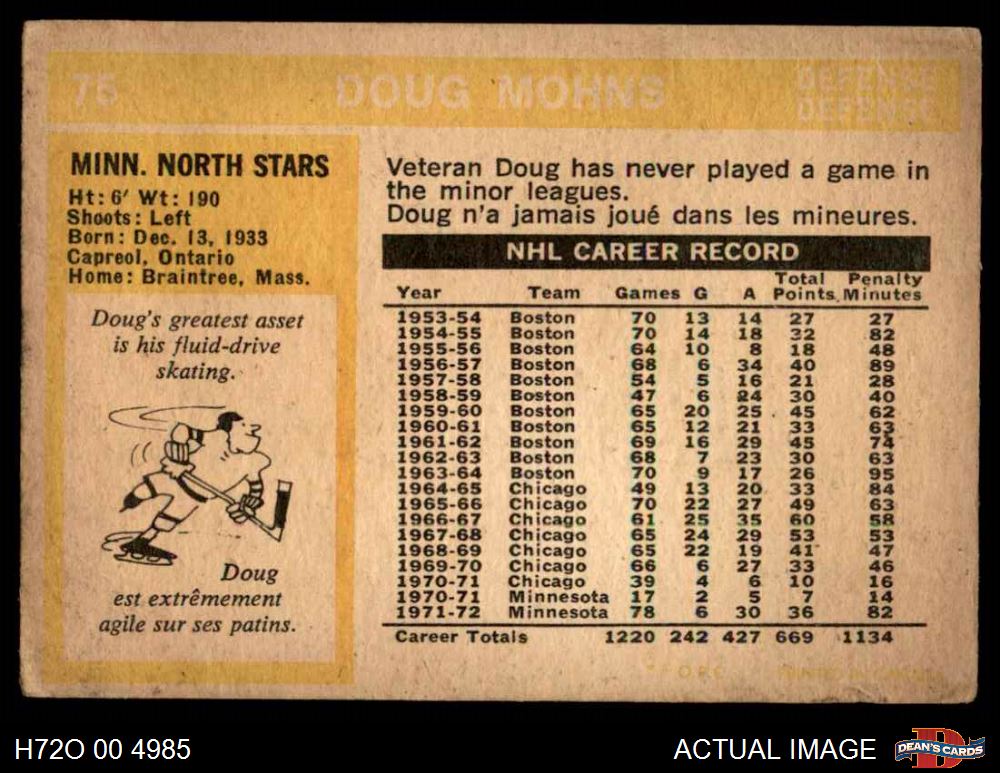 75 DOUG MOHNS DEFENSE
DEFENSE
MINN. NORTH STARS
Ht: 6' Wt: 190
Shoots: Left
Born: Dec. 13, 1933
Capreol, Ontario
Home: Braintree, Mass.
Doug's greatest asset
is his fluid-drive
skating.
Doug
est extrêmement
agile sur ses patins.
Veteran Doug has never played a game in
the minor leagues.
Doug n'a jamais joué dans les mineures.
NHL CAREER RECORD
Total Penalty
Year Team Games G A Points Minutes
1953-54 Boston 70 13 14 27 27
1954-55 Boston 70 14 18 32 82
1955-56 Boston 64 10 8 18 48
1956-57 Boston 68 6 34 40 89
1957-58 Boston 54 5 16 21 28
1958-59 Boston 47 6 24 30 40
1959-60 Boston 65 20 25 45 62
1960-61 Boston 65 12 21 33 63
1961-62 Boston 69 16 29 45 74
1962-63 Boston 68 7 23 30 63
1963-64 Boston 70 9 17 26 95
1964-65 Chicago 49 13 20 33 84
1965-66 Chicago 70 22 27 49 63
1966-67 Chicago 61 25 35 60 58
1967-68 Chicago 65 24 29 53 53
1968-69 Chicago 65 22 19 41 47
1969-70 Chicago 66 6 27 33 46
1970-71 Chicago 39 4 6 10 16
1970-71 Minnesota 17 2 5 7 14
1971-72 Minnesota 78 6 30 36 82
Career Totals 1220 242 427 669 1134
H72O 00 4985 ACTUAL IMAGE DEAN'S CARDS